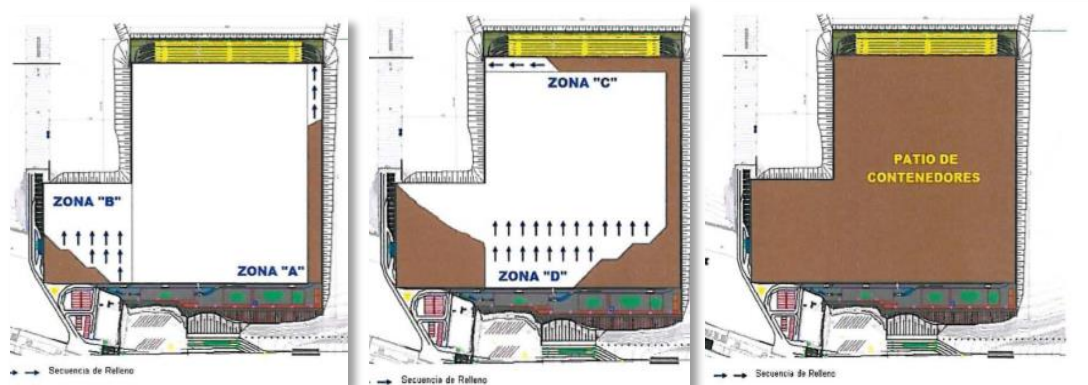 ZONA "B"
ZONA "A"
Secuencia de Relleno
ZONA "C"
ZONA "D"
Secuencia de Relleno
PATIO DE
CONTENEDORES
Secuencia de Relleno